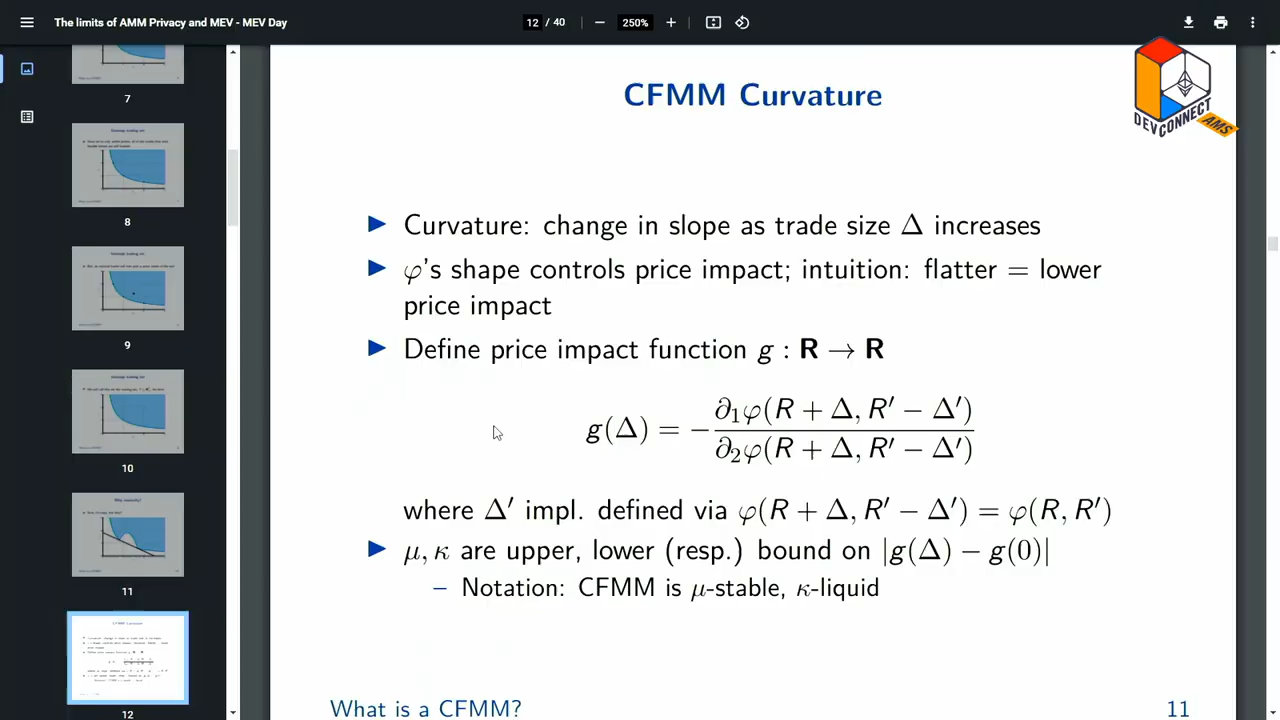 The limits of AMM Privacy and MEV - MEV Day
12 / 40
250%
DEVCONNECT
AMS
7
8
9
10
11
12
CFMM Curvature
▶ Curvature: change in slope as trade size Δ increases
▶ φ's shape controls price impact; intuition: flatter = lower
price impact
▶ Define price impact function g : R → R
g(Δ) = − ∂₁φ(R + Δ, R′ − Δ′) / ∂₂φ(R + Δ, R′ − Δ′)
where Δ′ impl. defined via φ(R + Δ, R′ − Δ′) = φ(R, R′)
▶ μ, κ are upper, lower (resp.) bound on |g(Δ) − g(0)|
– Notation: CFMM is μ-stable, κ-liquid
What is a CFMM?
11